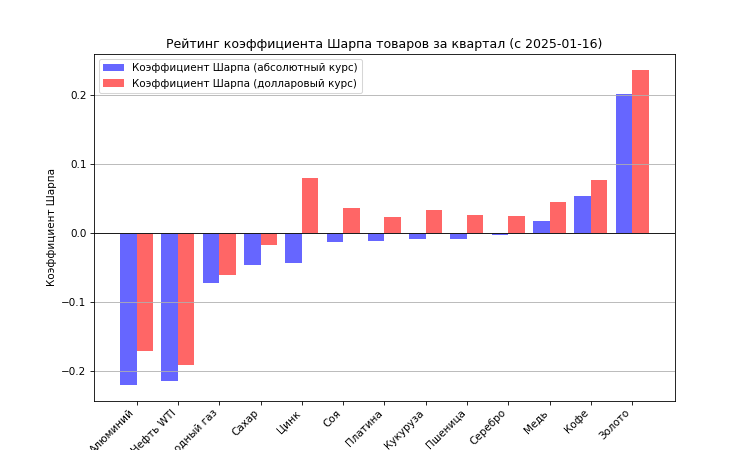 Рейтинг коэффициента Шарпа товаров за квартал (с 2025-01-16)
Коэффициент Шарпа (абсолютный курс)
Коэффициент Шарпа (долларовый курс)
Коэффициент Шарпа
0.2
0.1
0.0
−0.1
−0.2
Алюминий
Нефть WTI
одный газ
Сахар
Цинк
Соя
Платина
Кукуруза
Пшеница
Серебро
Медь
Кофе
Золото